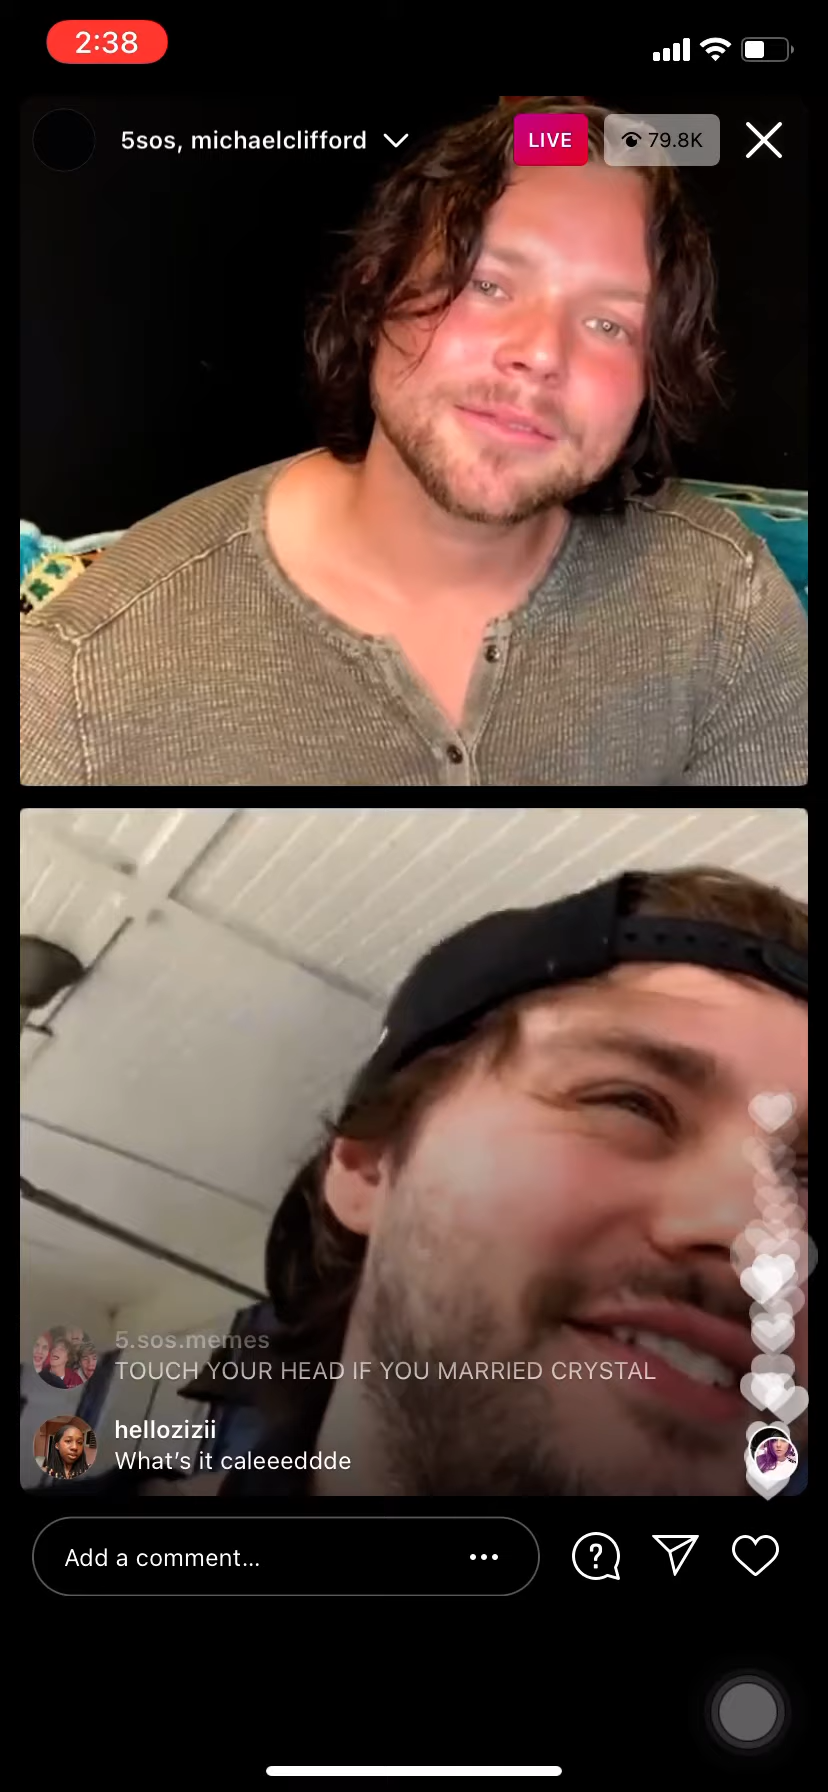 2:38
5sos, michaelclifford
LIVE
79.8K
5.sos.memes
TOUCH YOUR HEAD IF YOU MARRIED CRYSTAL
hellozizii
What's it caleeeddde
Add a comment...